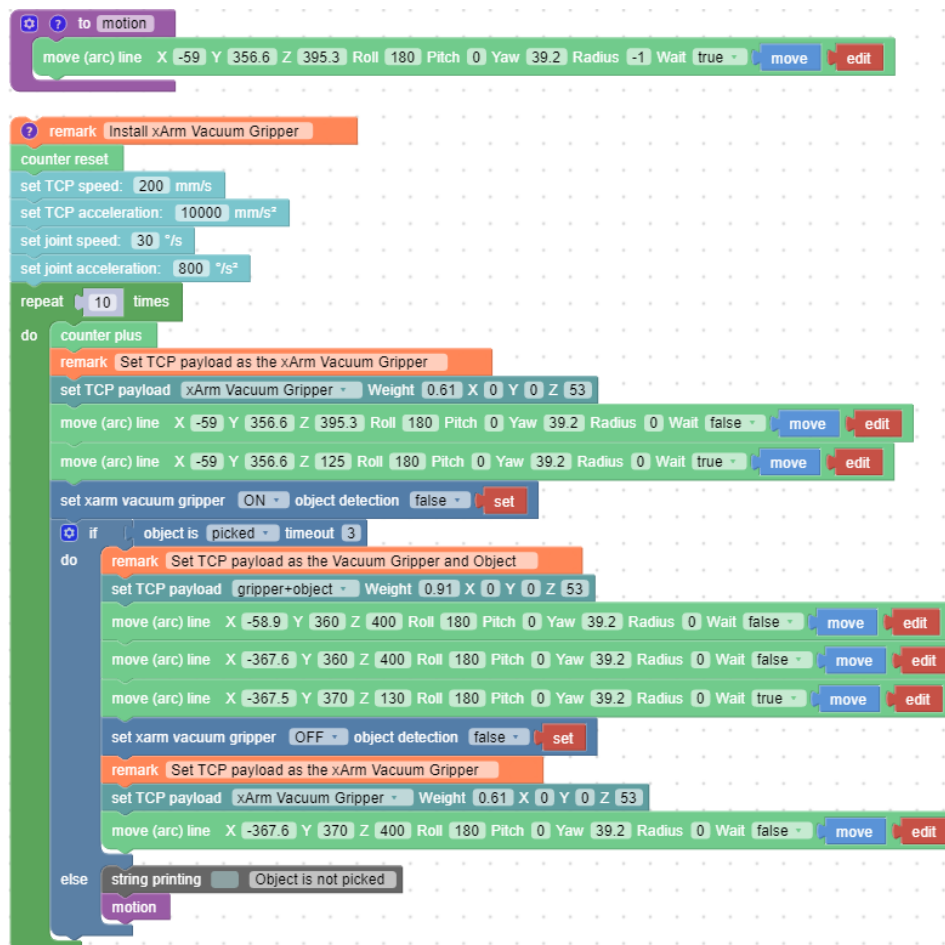 ? to motion
move (arc) line X -59 Y 356.6 Z 395.3 Roll 180 Pitch 0 Yaw 39.2 Radius -1 Wait true move edit
? remark Install xArm Vacuum Gripper
counter reset
set TCP speed: 200 mm/s
set TCP acceleration: 10000 mm/s²
set joint speed: 30 °/s
set joint acceleration: 800 °/s²
repeat 10 times
do counter plus
remark Set TCP payload as the xArm Vacuum Gripper
set TCP payload xArm Vacuum Gripper Weight 0.61 X 0 Y 0 Z 53
move (arc) line X -59 Y 356.6 Z 395.3 Roll 180 Pitch 0 Yaw 39.2 Radius 0 Wait false move edit
move (arc) line X -59 Y 356.6 Z 125 Roll 180 Pitch 0 Yaw 39.2 Radius 0 Wait true move edit
set xarm vacuum gripper ON object detection false set
if object is picked timeout 3
do remark Set TCP payload as the Vacuum Gripper and Object
set TCP payload gripper+object Weight 0.91 X 0 Y 0 Z 53
move (arc) line X -58.9 Y 360 Z 400 Roll 180 Pitch 0 Yaw 39.2 Radius 0 Wait false move edit
move (arc) line X -367.6 Y 360 Z 400 Roll 180 Pitch 0 Yaw 39.2 Radius 0 Wait false move edit
move (arc) line X -367.5 Y 370 Z 130 Roll 180 Pitch 0 Yaw 39.2 Radius 0 Wait true move edit
set xarm vacuum gripper OFF object detection false set
remark Set TCP payload as the xArm Vacuum Gripper
set TCP payload xArm Vacuum Gripper Weight 0.61 X 0 Y 0 Z 53
move (arc) line X -367.6 Y 370 Z 400 Roll 180 Pitch 0 Yaw 39.2 Radius 0 Wait false move edit
else string printing Object is not picked
motion